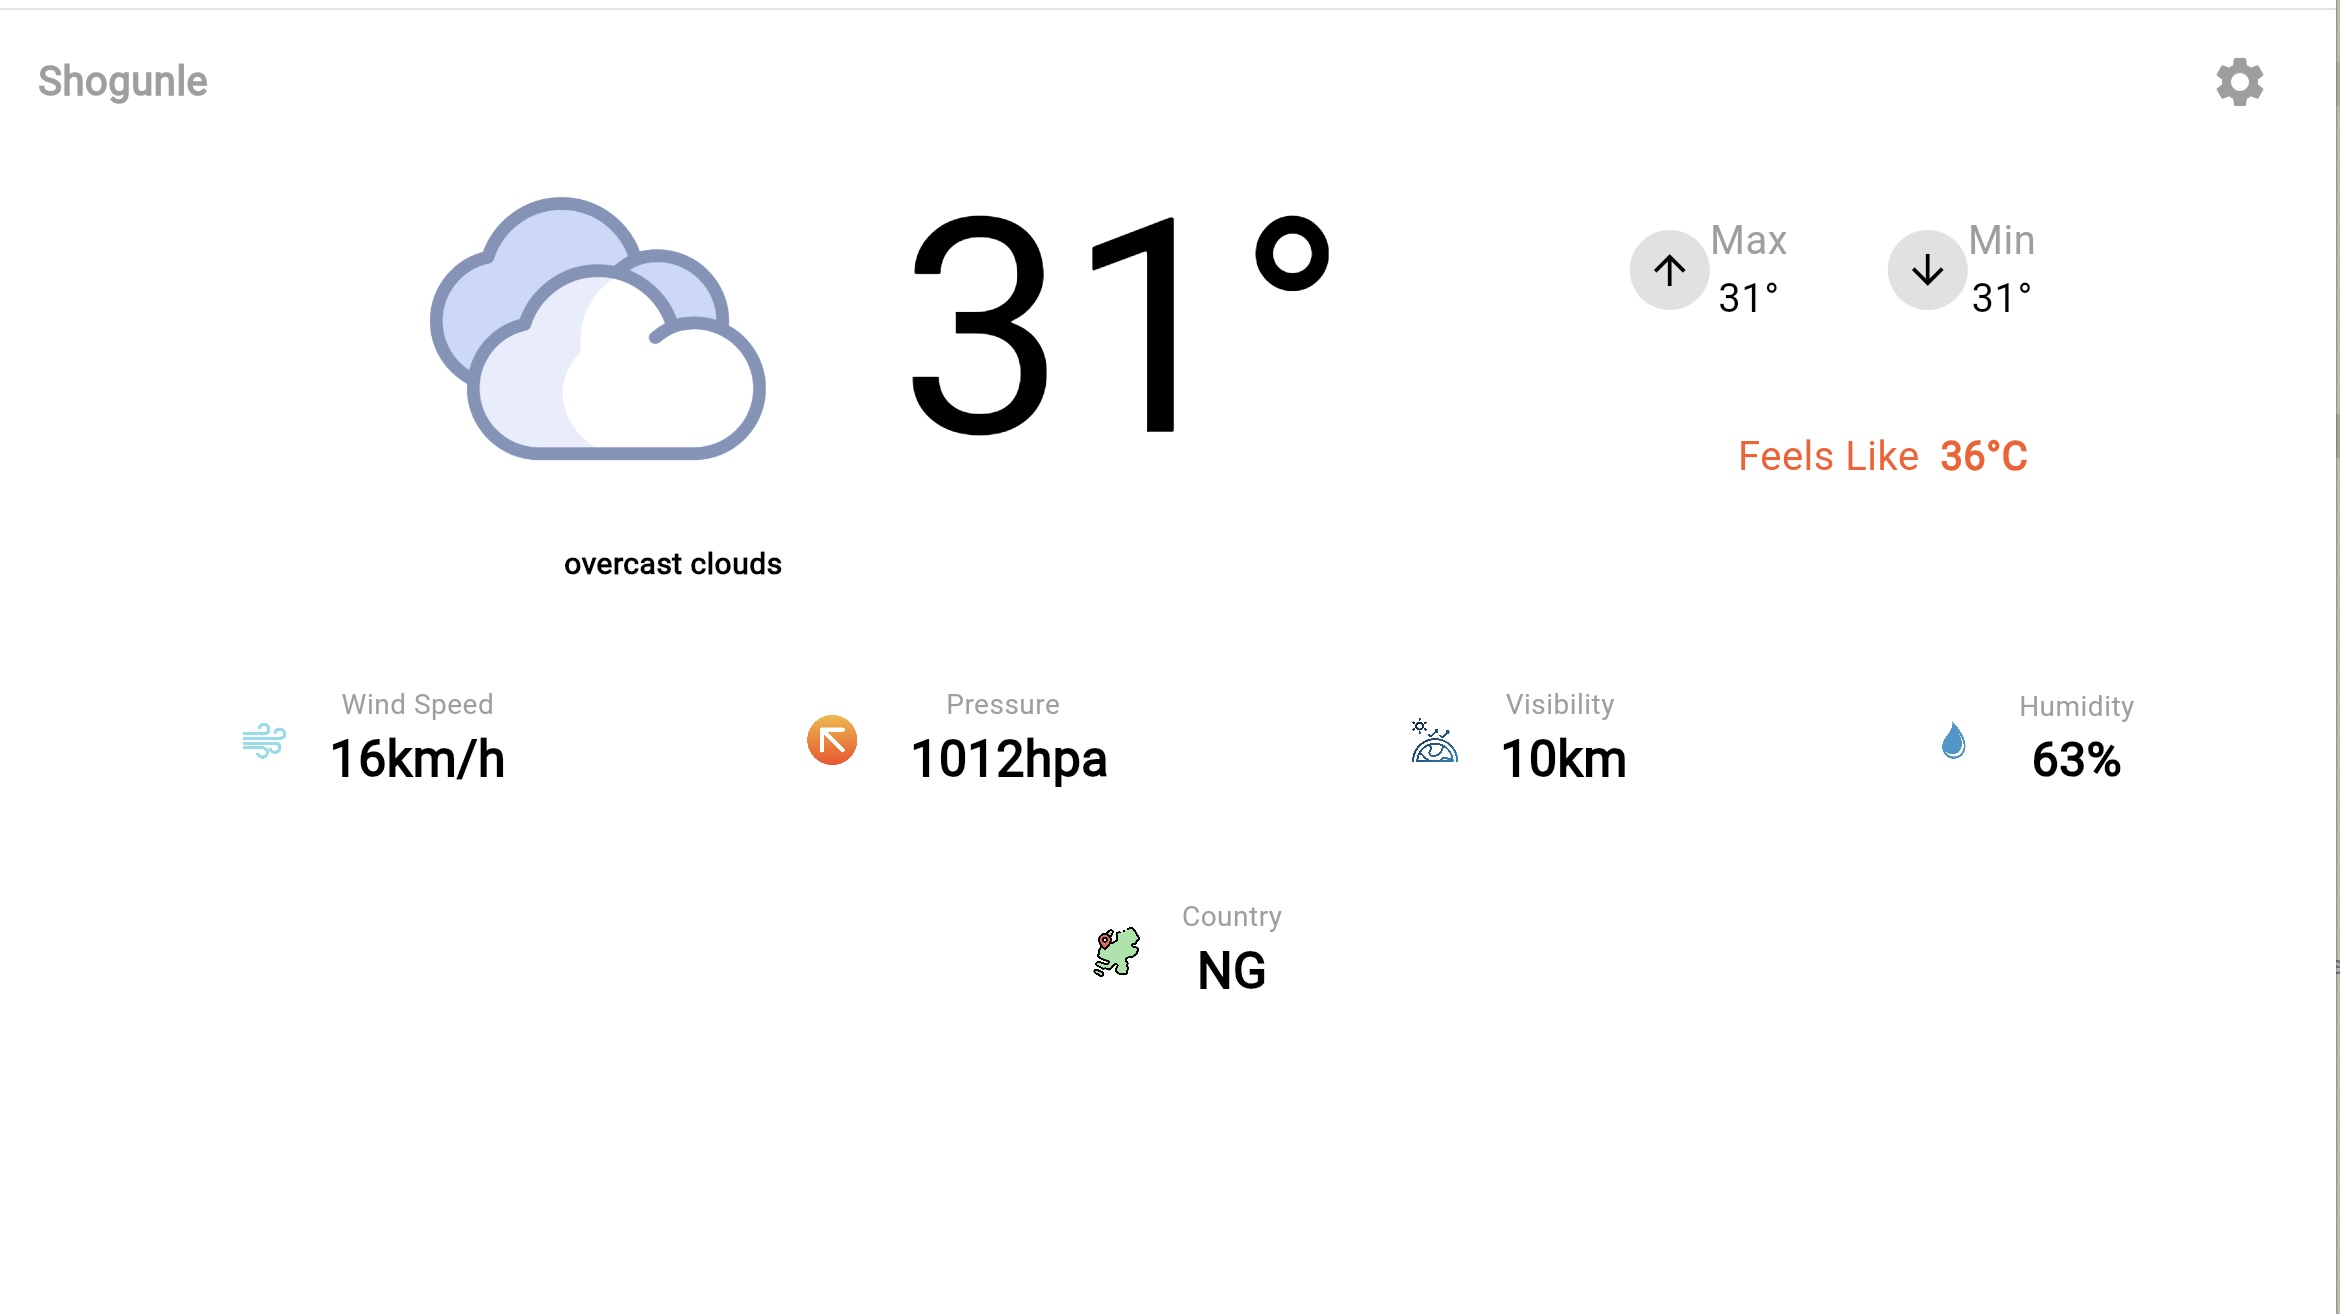 Shogunle
31°
Max
31°
Min
31°
Feels Like 36°C
overcast clouds
Wind Speed
16km/h
Pressure
1012hpa
Visibility
10km
Humidity
63%
Country
NG